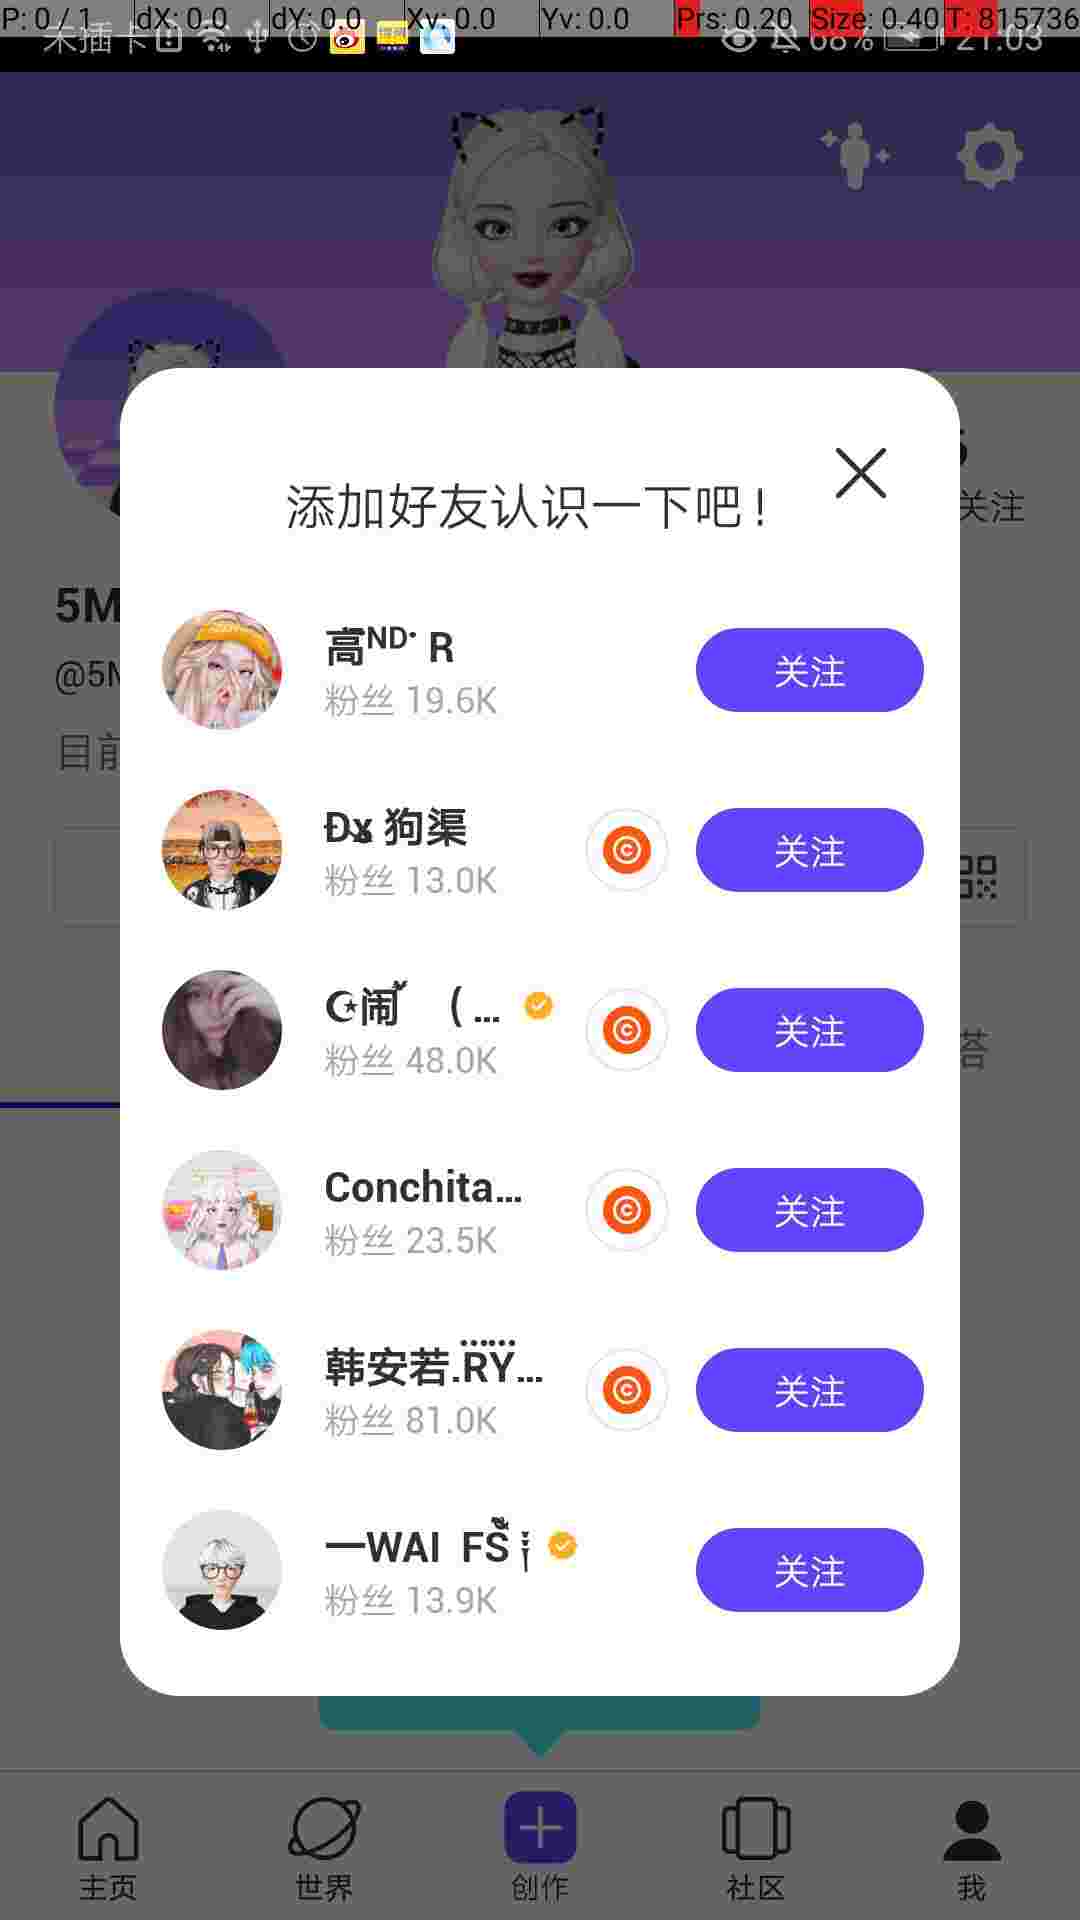 P: 0 / 1 dX: 0.0 dY: 0.0 Xv: 0.0 Yv: 0.0 Prs: 0.20 Size: 0.40 T: 815736
未插卡 68% 21:03
添加好友认识一下吧！
关注
5M
@5M
目前
高ᴺᴰ· R
粉丝 19.6K
关注
粉丝 13.0K
狗渠
关注
闹 ( ...
粉丝 48.0K
关注
答
Conchita...
粉丝 23.5K
关注
韩安若.RY...
粉丝 81.0K
关注
一WAI FS
粉丝 13.9K
关注
主页
世界
创作
社区
我